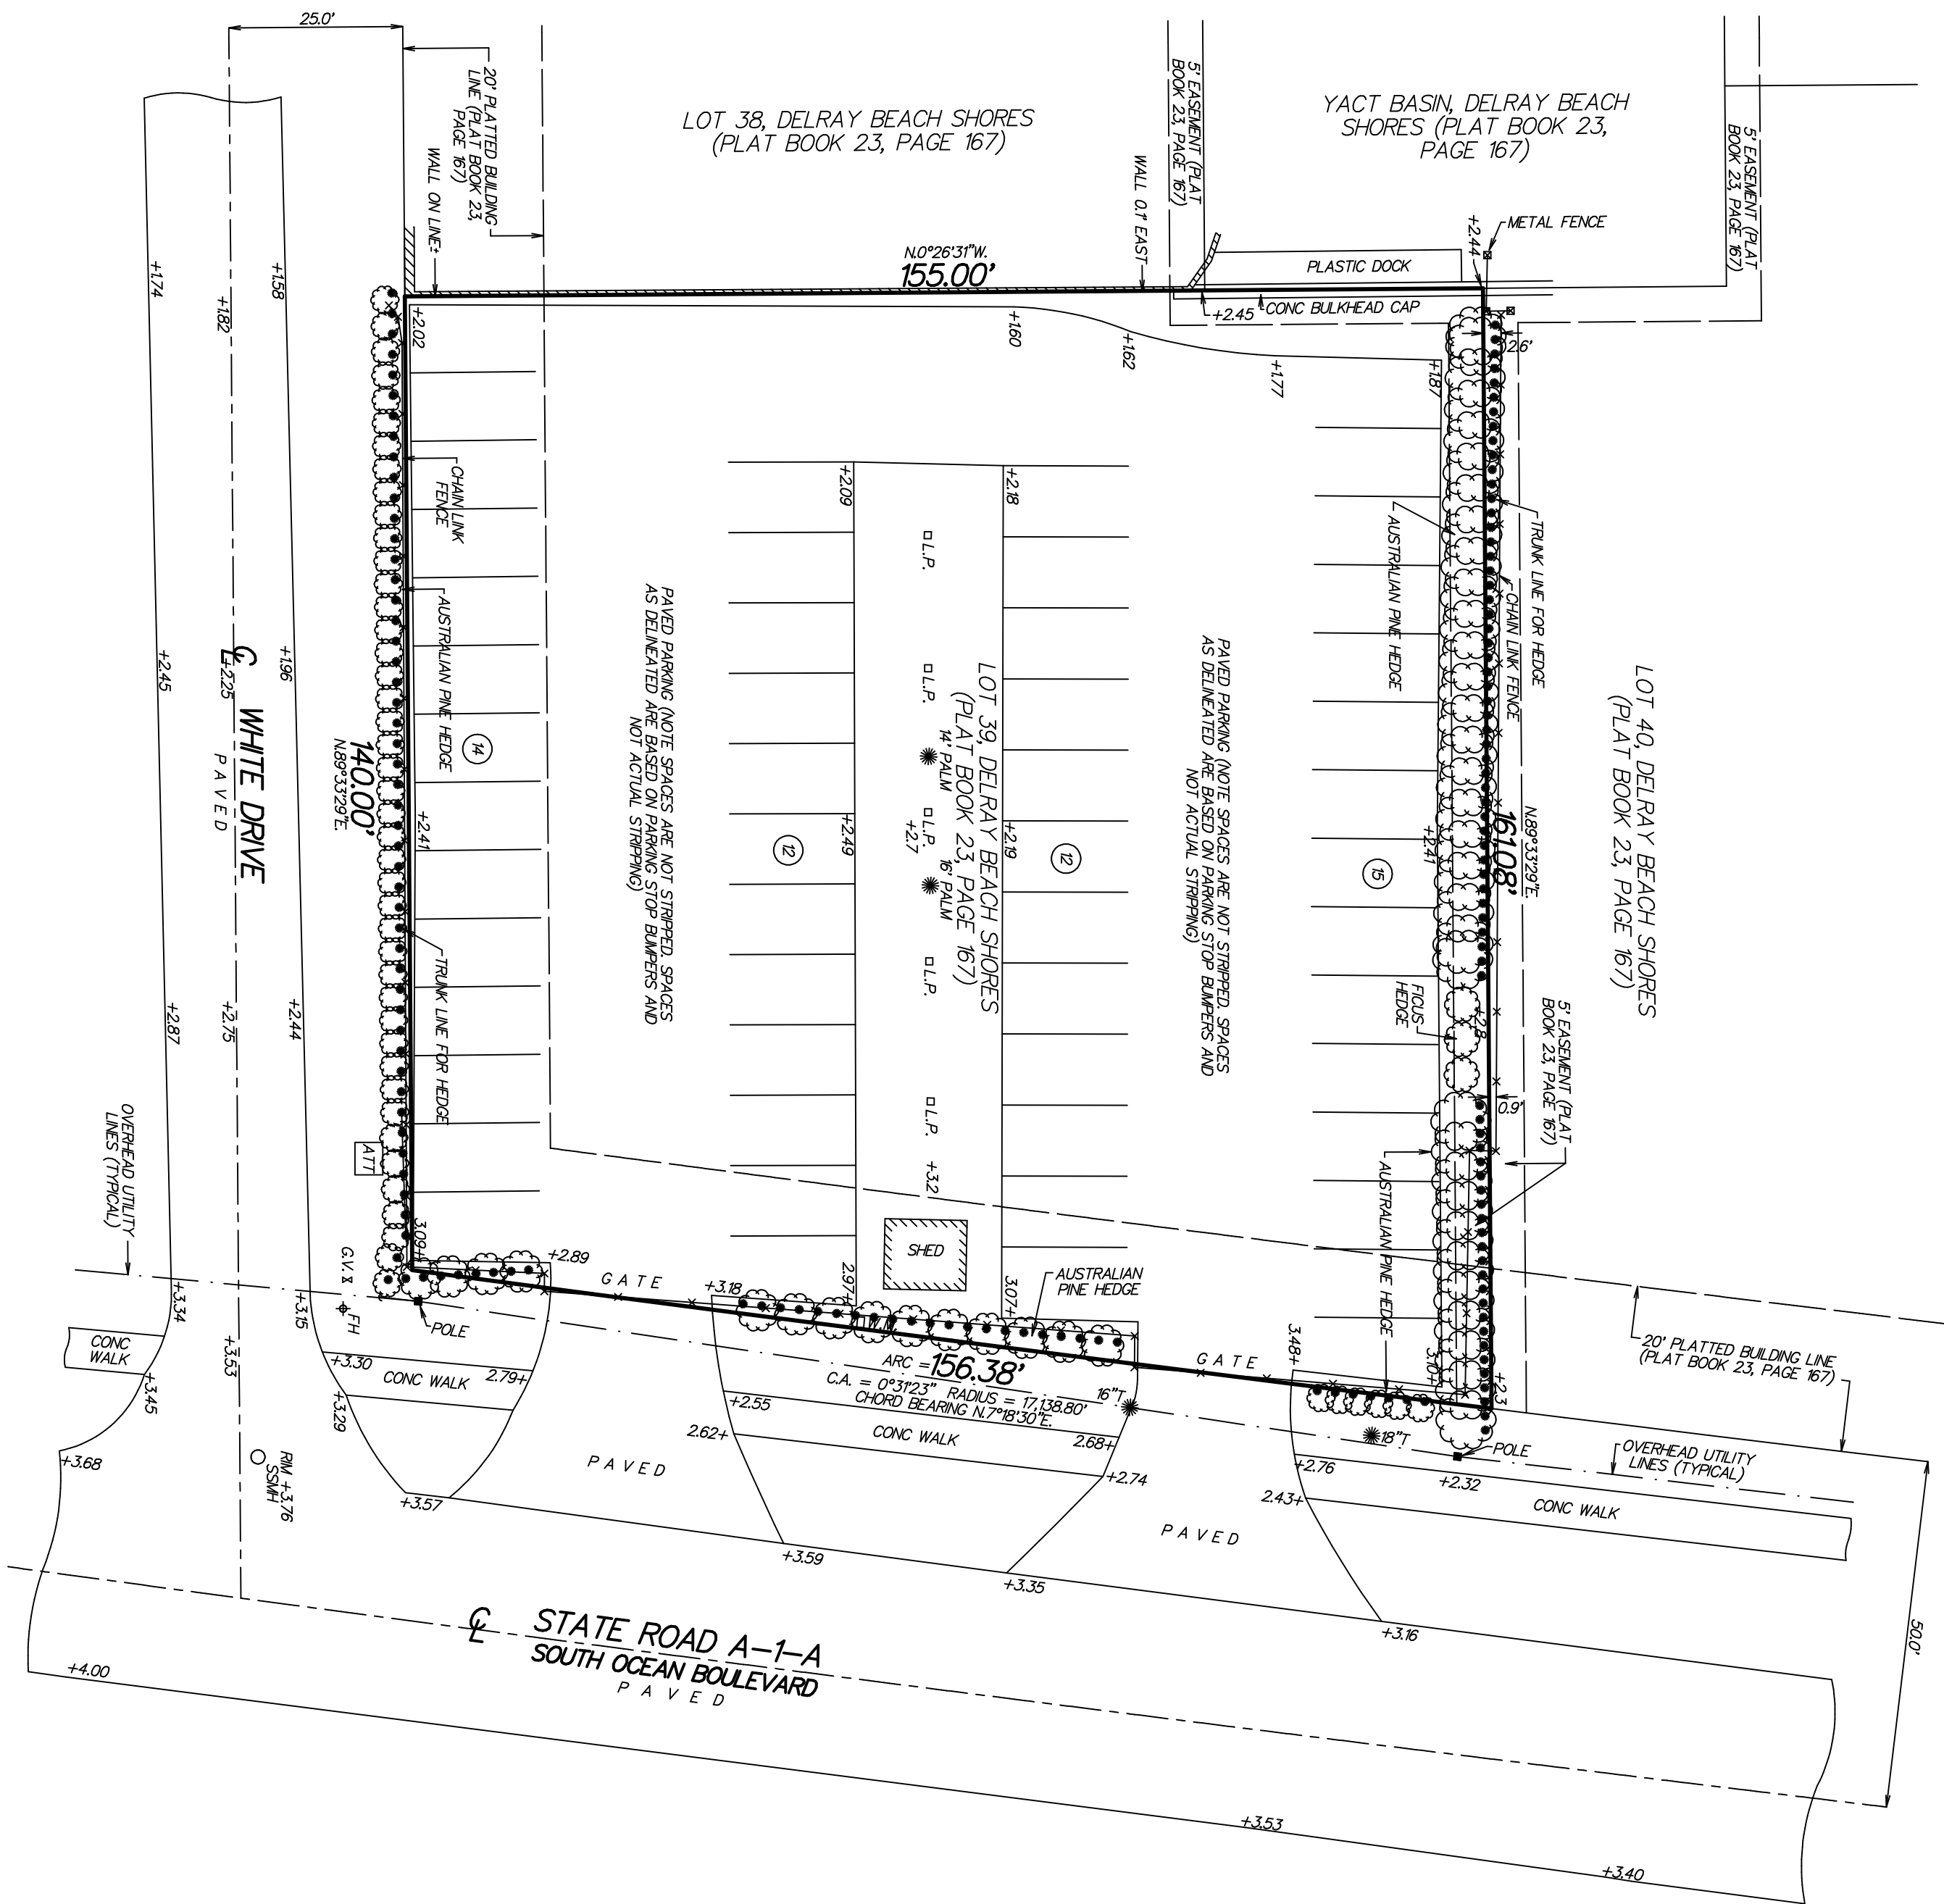 25.0'
20' PLATTED BUILDING
LINE (PLAT BOOK 23,
PAGE 167)
WALL ON LINE±
LOT 38, DELRAY BEACH SHORES
(PLAT BOOK 23, PAGE 167)
5' EASEMENT (PLAT
BOOK 23, PAGE 167)
WALL 0.1' EAST
YACT BASIN, DELRAY BEACH
SHORES (PLAT BOOK 23,
PAGE 167)
5' EASEMENT (PLAT
BOOK 23, PAGE 167)
+2.44
METAL FENCE
PLASTIC DOCK
N.0°26'31"W.
155.00'
+2.45
CONC BULKHEAD CAP
+1.74
+1.58
+1.82
+2.02
+1.60
+1.62
+1.77
+1.87
2.6'
CHAIN LINK
FENCE
+2.09
+2.18
L.P.
AUSTRALIAN PINE HEDGE
TRUNK LINE FOR HEDGE
CHAIN LINK FENCE
AUSTRALIAN PINE HEDGE
PAVED PARKING (NOTE SPACES ARE NOT STRIPPED. SPACES
AS DELINEATED ARE BASED ON PARKING STOP BUMPERS AND
NOT ACTUAL STRIPPING)
PAVED PARKING (NOTE SPACES ARE NOT STRIPPED. SPACES
AS DELINEATED ARE BASED ON PARKING STOP BUMPERS AND
NOT ACTUAL STRIPPING)
LOT 39, DELRAY BEACH SHORES
(PLAT BOOK 23, PAGE 167)
LOT 40, DELRAY BEACH SHORES
(PLAT BOOK 23, PAGE 167)
+2.45
+2.25
+1.96
CL
WHITE DRIVE
PAVED
140.00'
N.89°33'29"E.
14
+2.41
12
+2.49
L.P.
14' PALM
L.P.
+2.7
16' PALM
+2.19
12
15
+2.41
161.08'
N.89°33'29"E.
+2.87
+2.75
+2.44
TRUNK LINE FOR HEDGE
L.P.
FICUS
HEDGE
+2.8
5' EASEMENT (PLAT
BOOK 23, PAGE 167)
0.9'
OVERHEAD UTILITY
LINES (TYPICAL)
ATT
L.P.
+3.2
AUSTRALIAN PINE HEDGE
SHED
3.09+
+2.89
GATE
+3.18
2.97+
3.07+
AUSTRALIAN
PINE HEDGE
G.V.
FH
POLE
+3.34
+3.15
+3.53
CONC
WALK
+3.45
+3.30
CONC WALK
2.79+
+3.29
ARC = 156.38'
C.A. = 0°31'23" RADIUS = 17,138.80'
CHORD BEARING N.7°18'30"E.
16"T
GATE
3.48+
3.10+
+2.33
18"T
POLE
20' PLATTED BUILDING LINE
(PLAT BOOK 23, PAGE 167)
OVERHEAD UTILITY
LINES (TYPICAL)
+2.55
2.62+
CONC WALK
2.68+
+2.74
+2.76
2.43+
+2.32
CONC WALK
+3.68
RIM +3.76
SSMH
+3.57
PAVED
+3.59
+3.35
PAVED
+3.16
50.0'
CL
STATE ROAD A-1-A
SOUTH OCEAN BOULEVARD
PAVED
+4.00
+3.53
+3.40